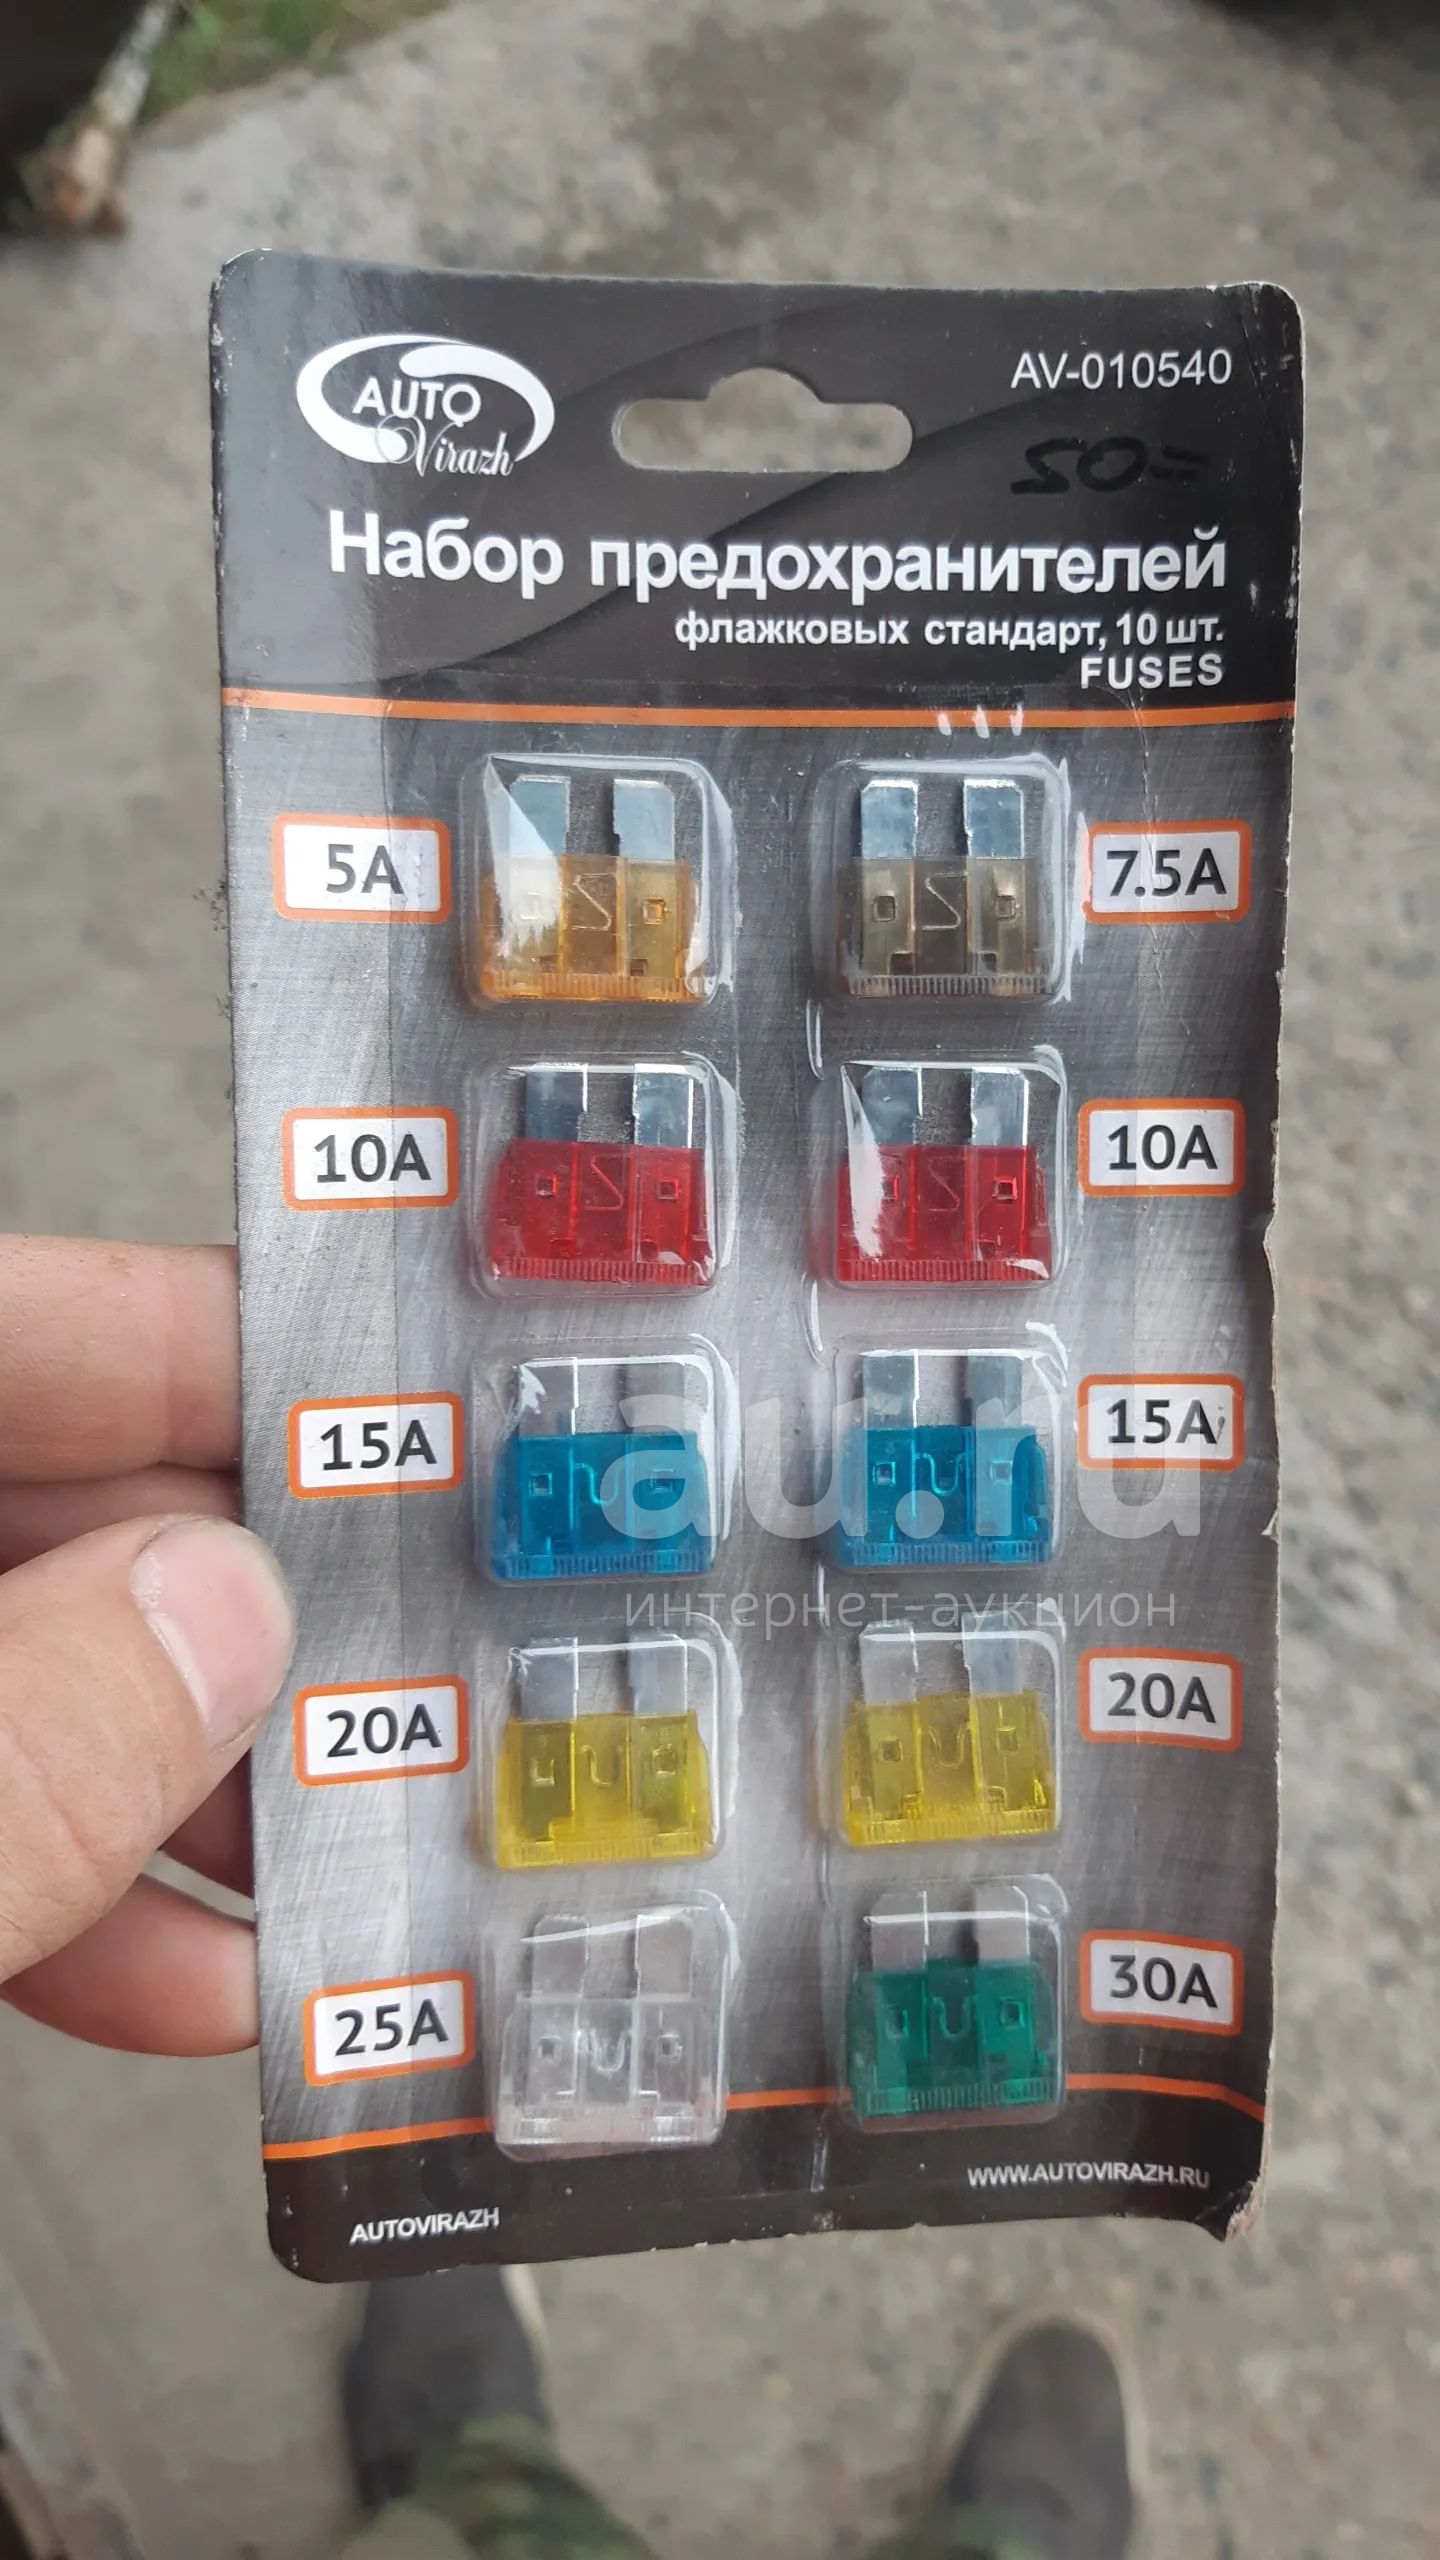 AUTO
Virazh
AV-010540
50=
Набор предохранителей
флажковых стандарт, 10 шт.
FUSES
5A
7.5A
10A
10A
15A
15A
au.ru
интернет-аукцион
20A
20A
25A
30A
AUTOVIRAZH
WWW.AUTOVIRAZH.RU